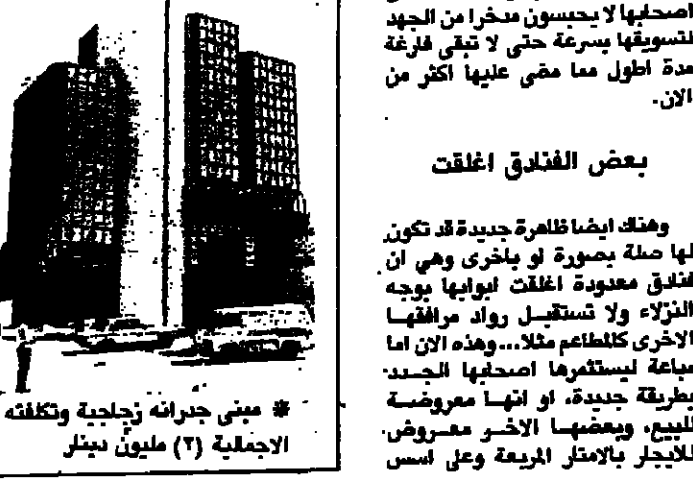 اصحابها لا يحبسون مدخرا من الجهد
لتسويقها بسرعة حتى لا تبقى فارغة
مدة اطول مما مضى عليها اكثر من
الان.
بعض الفنادق اغلقت
وهناك ايضا ظاهرة جديدة قد تكون
لها صلة بصورة او باخرى وهي ان
فنادق معدودة اغلقت ابوابها بوجه
النزلاء ولا تستقبل رواد مرافقها
الاخرى كالمطاعم مثلا... وهذه الان اما
مباعة ليستثمرها اصحابها الجدد
بطريقة جديدة، او انها معروضة
للبيع، وبعضها الاخر معروض
للايجار بالامتار المربعة وعلى اسس
* مبنى جدرانه زجاجية وتكلفته
الاجمالية (٢) مليون دينار